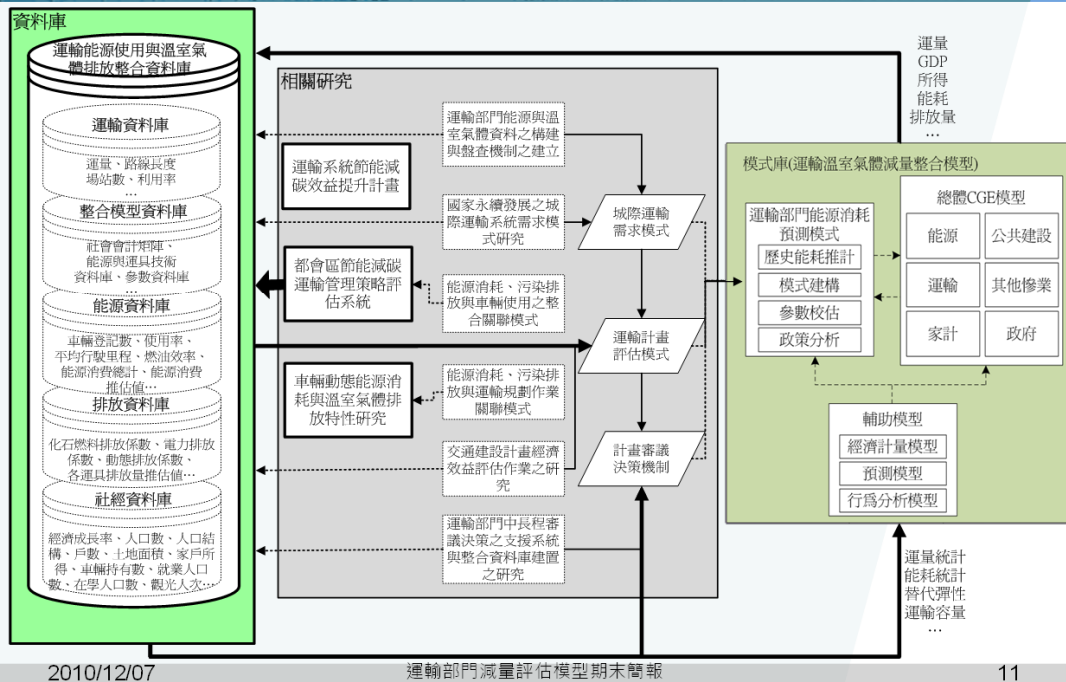 資料庫
運輸能源使用與溫室氣
體排放整合資料庫
運輸資料庫
運量、路線長度
場站數、利用率
…
整合模型資料庫
社會會計矩陣、
能源與運具技術
資料庫、參數資料庫
能源資料庫
車輛登記數、使用率、
平均行駛里程、燃油效率、
能源消費總計、能源消費
推估值…
排放資料庫
化石燃料排放係數、電力排放
係數、動態排放係數、
各運具排放量推估值…
社經資料庫
經濟成長率、人口數、人口結
構、戶數、土地面積、家戶所
得、車輛持有數、就業人口
數、在學人口數、觀光人次…
相關研究
運輸系統節能減
碳效益提升計畫
都會區節能減碳
運輸管理策略評
估系統
車輛動態能源消
耗與溫室氣體排
放特性研究
運輸部門能源與溫
室氣體資料之構建
與盤查機制之建立
國家永續發展之城
際運輸系統需求模
式研究
能源消耗、污染排
放與車輛使用之整
合關聯模式
能源消耗、污染排
放與運輸規劃作業
關聯模式
交通建設計畫經濟
效益評估作業之研
究
運輸部門中長程審
議決策之支援系統
與整合資料庫建置
之研究
城際運輸
需求模式
運輸計畫
評估模式
計畫審議
決策機制
運量
GDP
所得
能耗
排放量
…
模式庫(運輸溫室氣體減量整合模型)
運輸部門能源消耗
預測模式
歷史能耗推計
模式建構
參數校估
政策分析
總體CGE模型
能源
公共建設
運輸
其他慘業
家計
政府
輔助模型
經濟計量模型
預測模型
行為分析模型
運量統計
能耗統計
替代彈性
運輸容量
…
2010/12/07
運輸部門減量評估模型期末簡報
11